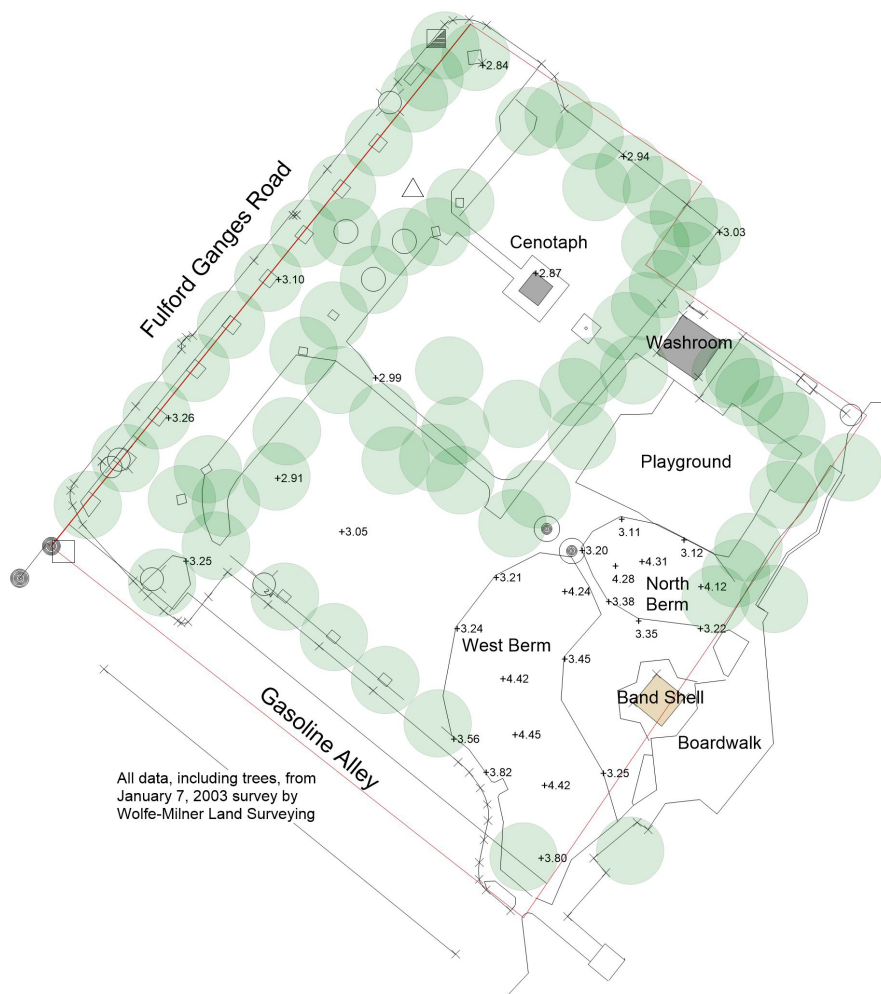 +2.84
+2.94
Fulford Ganges Road
+3.03
Cenotaph
+2.87
+3.10
Washroom
+2.99
+3.26
Playground
+2.91
+3.05
3.11
3.12
+3.20
+3.25
+4.31
4.28
North
Berm
+4.12
+3.21
+4.24
+3.38
3.35
+3.22
+3.24
West Berm
+3.45
+4.42
Band Shell
Gasoline Alley
+4.45
Boardwalk
+3.56
+3.82
+3.25
+4.42
All data, including trees, from
January 7, 2003 survey by
Wolfe-Milner Land Surveying
+3.80